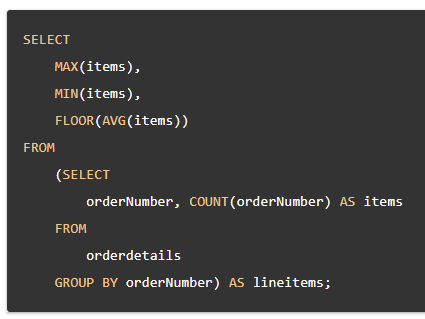 SELECT
    MAX(items),
    MIN(items),
    FLOOR(AVG(items))
FROM
    (SELECT
        orderNumber, COUNT(orderNumber) AS items
    FROM
        orderdetails
    GROUP BY orderNumber) AS lineitems;